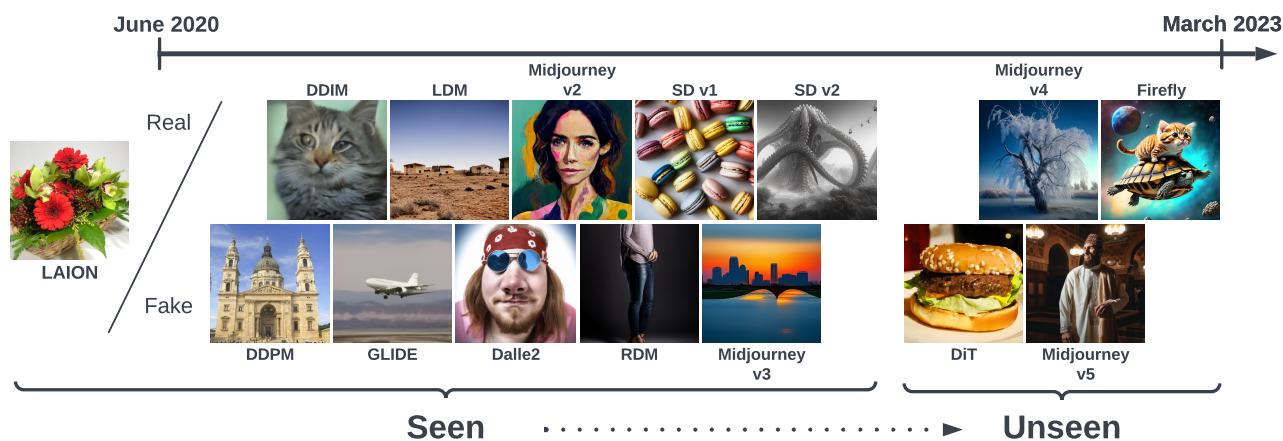 June 2020
March 2023
Real
DDIM
LDM
Midjourney
v2
SD v1
SD v2
Midjourney
v4
Firefly
LAION
Fake
DDPM
GLIDE
Dalle2
RDM
Midjourney
v3
DiT
Midjourney
v5
Seen
Unseen